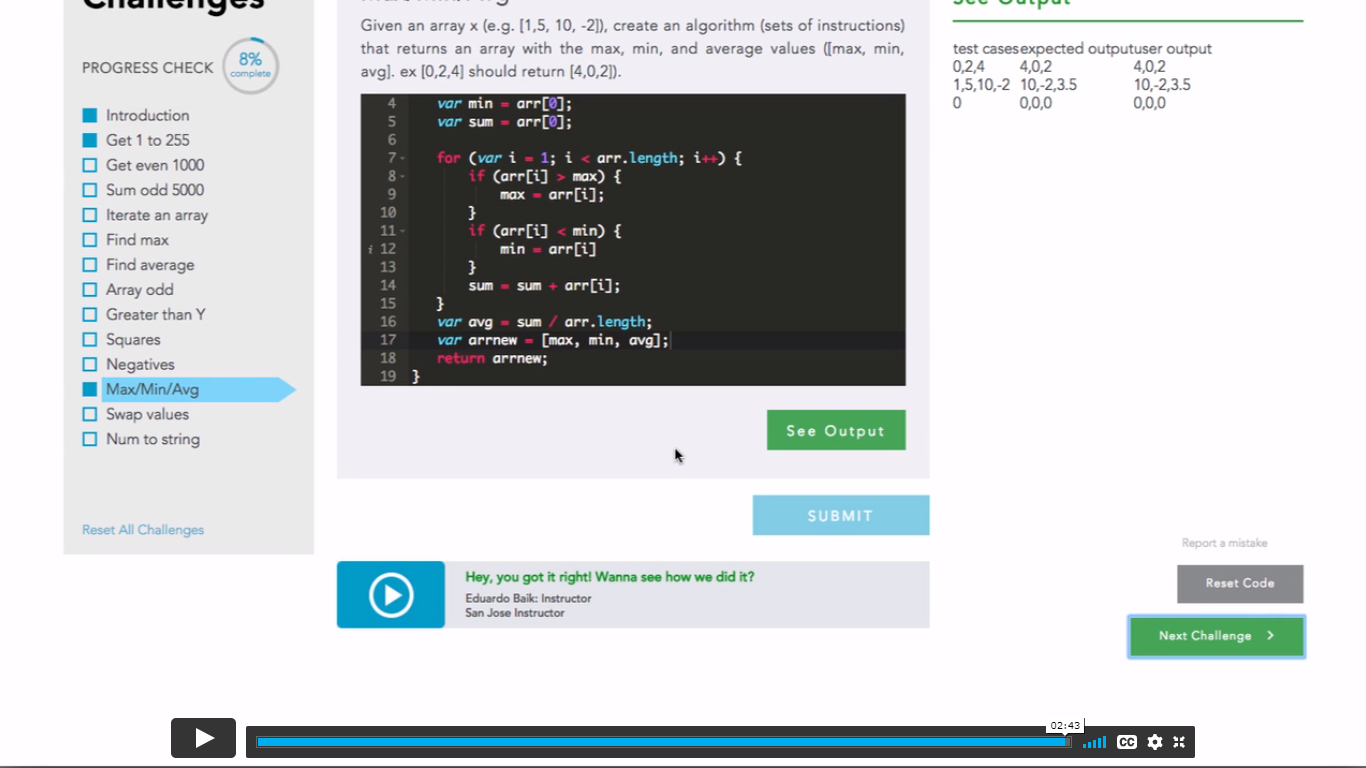 Challenges
PROGRESS CHECK
8%
complete
Introduction
Get 1 to 255
Get even 1000
Sum odd 5000
Iterate an array
Find max
Find average
Array odd
Greater than Y
Squares
Negatives
Max/Min/Avg
Swap values
Num to string
Reset All Challenges
Max/Min/Avg
Given an array x (e.g. [1,5, 10, -2]), create an algorithm (sets of instructions)
that returns an array with the max, min, and average values ([max, min,
avg]. ex [0,2,4] should return [4,0,2]).
4 var min = arr[0];
5 var sum = arr[0];
6
7 for (var i = 1; i < arr.length; i++) {
8 if (arr[i] > max) {
9 max = arr[i];
10 }
11 if (arr[i] < min) {
i 12 min = arr[i]
13 }
14 sum = sum + arr[i];
15 }
16 var avg = sum / arr.length;
17 var arrnew = [max, min, avg];
18 return arrnew;
19 }
See Output
SUBMIT
Hey, you got it right! Wanna see how we did it?
Eduardo Baik: Instructor
San Jose Instructor
See Output
test cases expected output user output
0,2,4 4,0,2 4,0,2
1,5,10,-2 10,-2,3.5 10,-2,3.5
0 0,0,0 0,0,0
Report a mistake
Reset Code
Next Challenge >
02:43
CC